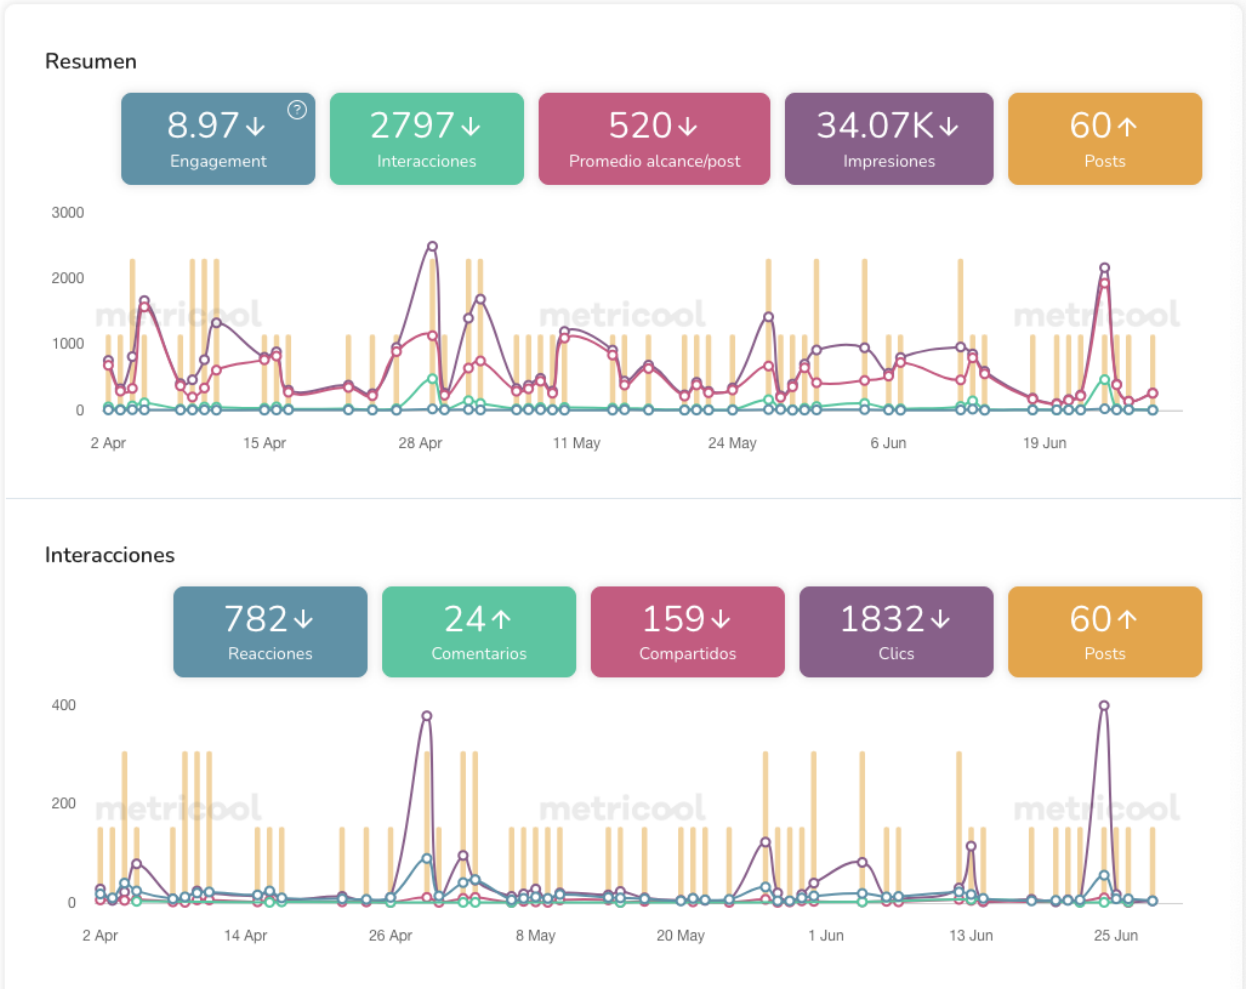 Resumen
8.97↓ ? 2797↓ 520↓ 34.07K↓ 60↑
Engagement Interacciones Promedio alcance/post Impresiones Posts
3000
2000
metricool metricool metricool
1000
0
2 Apr 15 Apr 28 Apr 11 May 24 May 6 Jun 19 Jun
Interacciones
782↓ 24↑ 159↓ 1832↓ 60↑
Reacciones Comentarios Compartidos Clics Posts
400
200
metricool metricool metricool
0
2 Apr 14 Apr 26 Apr 8 May 20 May 1 Jun 13 Jun 25 Jun